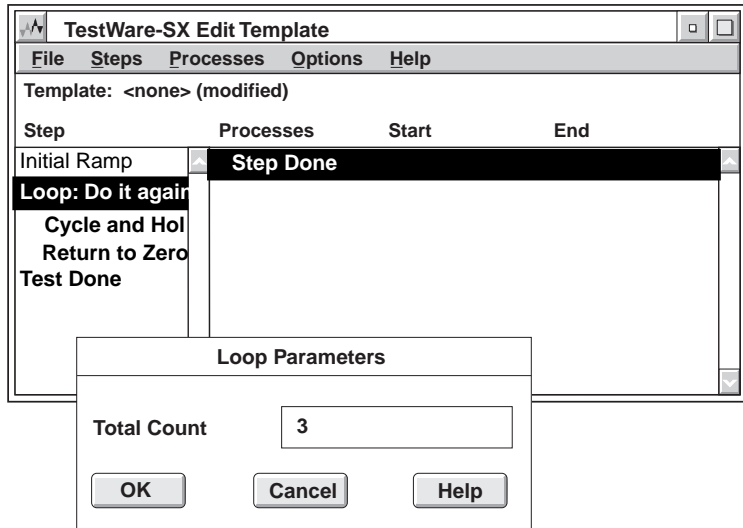 TestWare-SX Edit Template
File Steps Processes Options Help
Template: <none> (modified)
Step Processes Start End
Initial Ramp Step Done
Loop: Do it again
Cycle and Hol
Return to Zero
Test Done
Loop Parameters
Total Count 3
OK Cancel Help